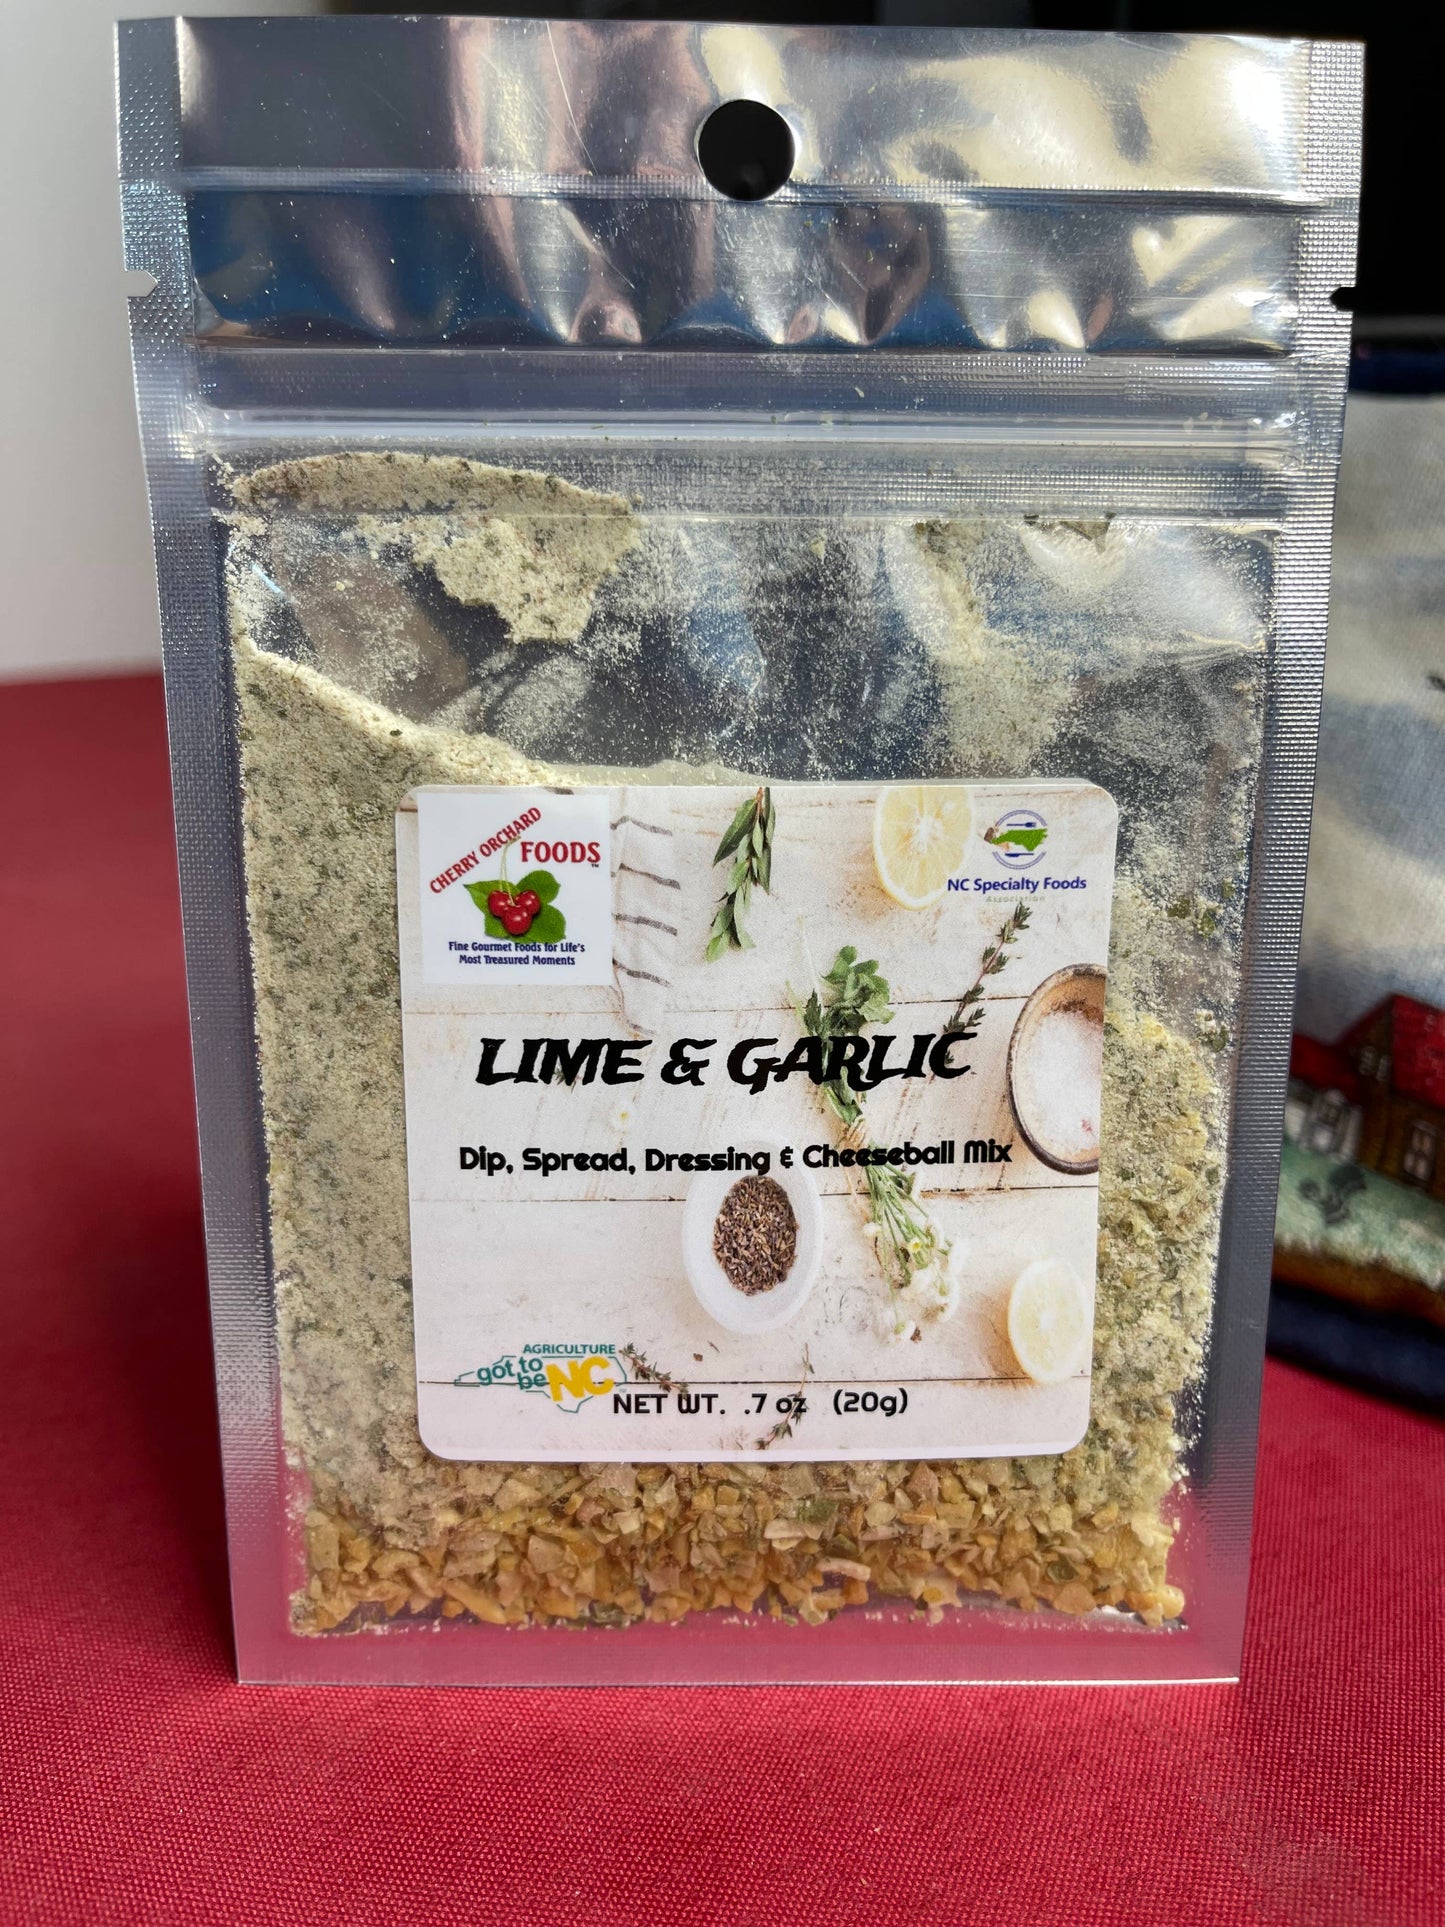 CHERRY ORCHARD
FOODS
TM
Fine Gourmet Foods for Life's
Most Treasured Moments
NC Specialty Foods
Association
LIME & GARLIC
Dip, Spread, Dressing & Cheeseball Mix
AGRICULTURE
got to
be NC
NET WT. .7 oz (20g)